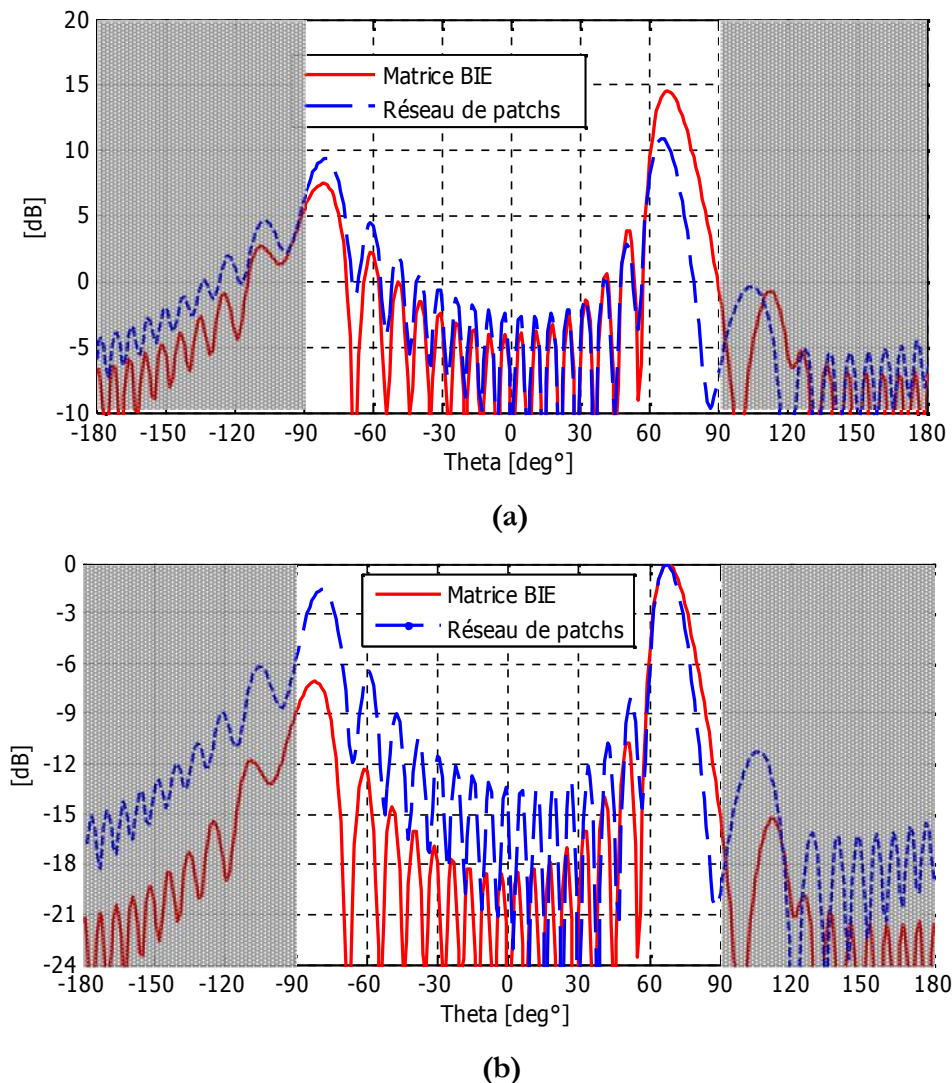 20
15
10
5
0
-5
-10
[dB]
Matrice BIE
Réseau de patchs
-180 -150 -120 -90 -60 -30 0 30 60 90 120 150 180
Theta [deg°]
(a)
0
-3
-6
-9
-12
-15
-18
-21
-24
[dB]
Matrice BIE
Réseau de patchs
-180 -150 -120 -90 -60 -30 0 30 60 90 120 150 180
Theta [deg°]
(b)